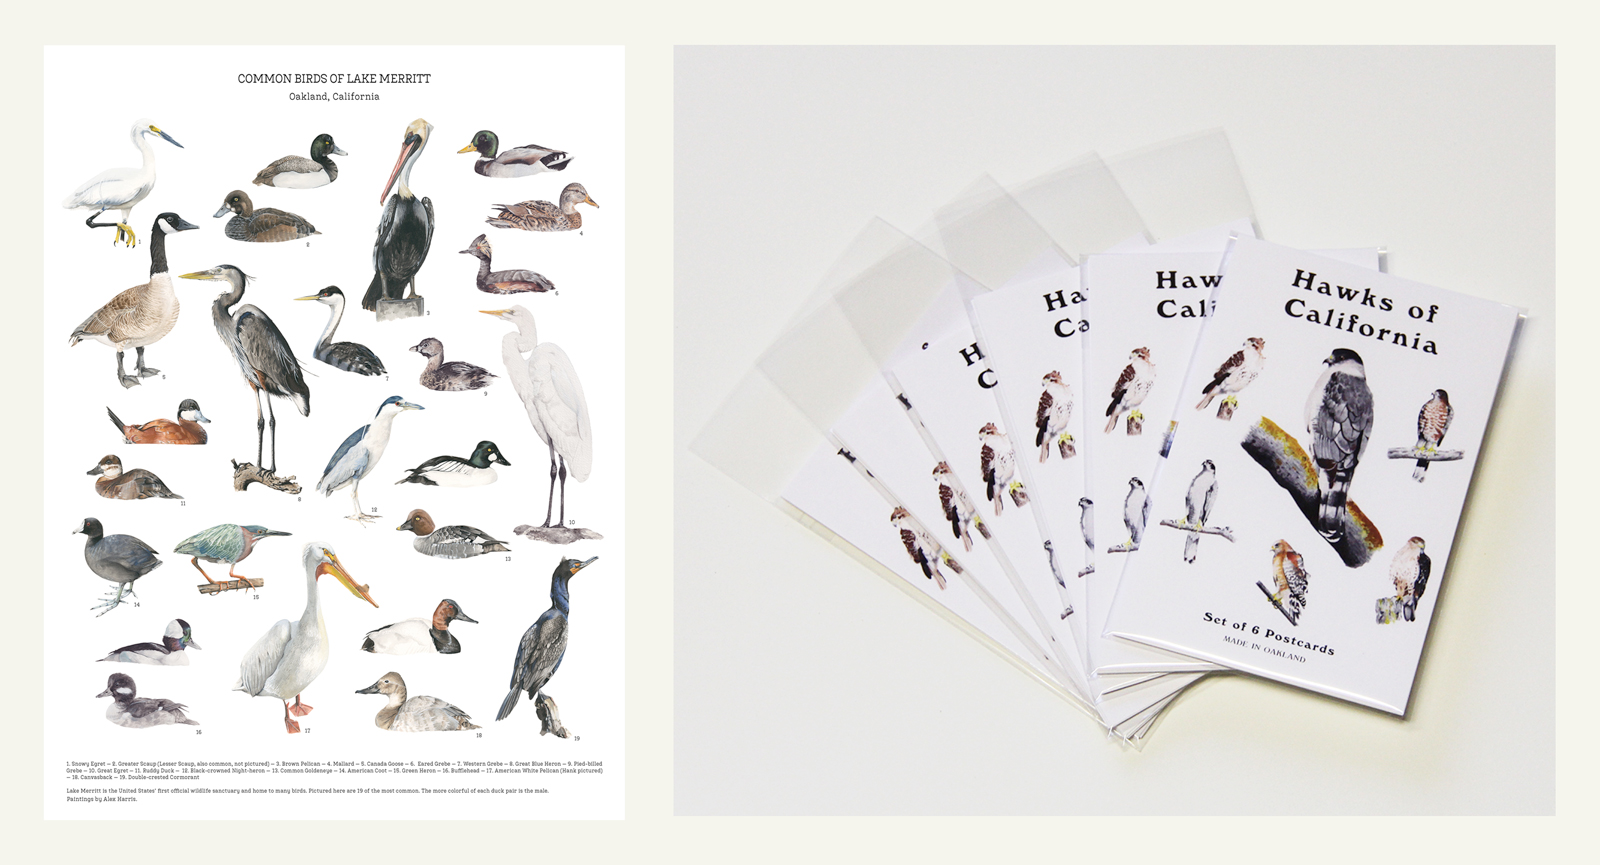 COMMON BIRDS OF LAKE MERRITT
Oakland, California
1
2
3
4
5
6
7
8
9
10
11
12
13
14
15
16
17
18
19
1. Snowy Egret – 2. Greater Scaup (Lesser Scaup, also common, not pictured) – 3. Brown Pelican – 4. Mallard – 5. Canada Goose – 6. Eared Grebe – 7. Western Grebe – 8. Great Blue Heron – 9. Pied-billed
Grebe – 10. Great Egret – 11. Ruddy Duck – 12. Black-crowned Night-heron – 13. Common Goldeneye – 14. American Coot – 15. Green Heron – 16. Bufflehead – 17. American White Pelican (Hank pictured)
– 18. Canvasback – 19. Double-crested Cormorant
Lake Merritt is the United States' first official wildlife sanctuary and home to many birds. Pictured here are 19 of the most common. The more colorful of each duck pair is the male.
Paintings by Alex Harris.
H
C
Ha
Ca
Haw
Cali
Hawks of
California
Set of 6 Postcards
MADE IN OAKLAND